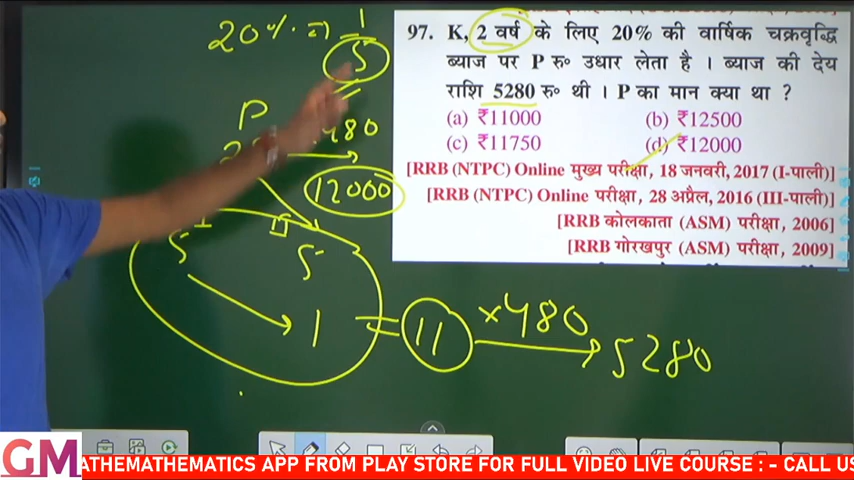 20% ⇒ 1/5
97. K, 2 वर्ष के लिए 20% की वार्षिक चक्रवृद्धि
ब्याज पर P रु० उधार लेता है । ब्याज की देय
राशि 5280 रु० थी । P का मान क्या था ?
(a) ₹11000 (b) ₹12500
(c) ₹11750 (d) ₹12000
[RRB (NTPC) Online मुख्य परीक्षा, 18 जनवरी, 2017 (I-पाली)]
[RRB (NTPC) Online परीक्षा, 28 अप्रैल, 2016 (III-पाली)]
[RRB कोलकाता (ASM) परीक्षा, 2006]
[RRB गोरखपुर (ASM) परीक्षा, 2009]
P
480
12000
I II
5 5
1 = 11 ×480 5280
GM
ATHEMATHEMATICS APP FROM PLAY STORE FOR FULL VIDEO LIVE COURSE : - CALL US